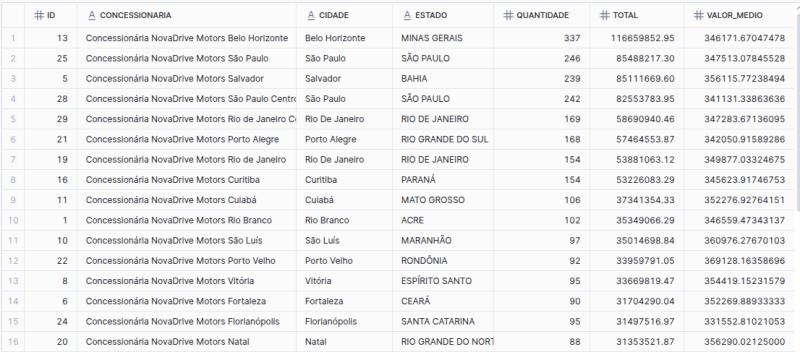 ID CONCESSIONARIA CIDADE ESTADO QUANTIDADE TOTAL VALOR_MEDIO
1 13 Concessionária NovaDrive Motors Belo Horizonte Belo Horizonte MINAS GERAIS 337 116659852.95 346171.67047478
2 25 Concessionária NovaDrive Motors São Paulo São Paulo SÃO PAULO 246 85488217.30 347513.07845528
3 5 Concessionária NovaDrive Motors Salvador Salvador BAHIA 239 85111669.60 356115.77238494
4 28 Concessionária NovaDrive Motors São Paulo Centro São Paulo SÃO PAULO 242 82553783.95 341131.33863636
5 29 Concessionária NovaDrive Motors Rio de Janeiro C Rio De Janeiro RIO DE JANEIRO 169 58690940.46 347283.67136095
6 21 Concessionária NovaDrive Motors Porto Alegre Porto Alegre RIO GRANDE DO SUL 168 57464553.87 342050.91589286
7 19 Concessionária NovaDrive Motors Rio de Janeiro Rio De Janeiro RIO DE JANEIRO 154 53881063.12 349877.03324675
8 16 Concessionária NovaDrive Motors Curitiba Curitiba PARANÁ 154 53226083.29 345623.91746753
9 11 Concessionária NovaDrive Motors Cuiabá Cuiabá MATO GROSSO 106 37341354.33 352276.92764151
10 1 Concessionária NovaDrive Motors Rio Branco Rio Branco ACRE 102 35349066.29 346559.47343137
11 10 Concessionária NovaDrive Motors São Luís São Luís MARANHÃO 97 35014698.84 360976.27670103
12 22 Concessionária NovaDrive Motors Porto Velho Porto Velho RONDÔNIA 92 33959791.05 369128.16358696
13 8 Concessionária NovaDrive Motors Vitória Vitória ESPÍRITO SANTO 95 33669819.47 354419.15231579
14 6 Concessionária NovaDrive Motors Fortaleza Fortaleza CEARÁ 90 31704290.04 352269.88933333
15 24 Concessionária NovaDrive Motors Florianópolis Florianópolis SANTA CATARINA 95 31497516.97 331552.81021053
16 20 Concessionária NovaDrive Motors Natal Natal RIO GRANDE DO NORT 88 31353521.87 356290.02125000